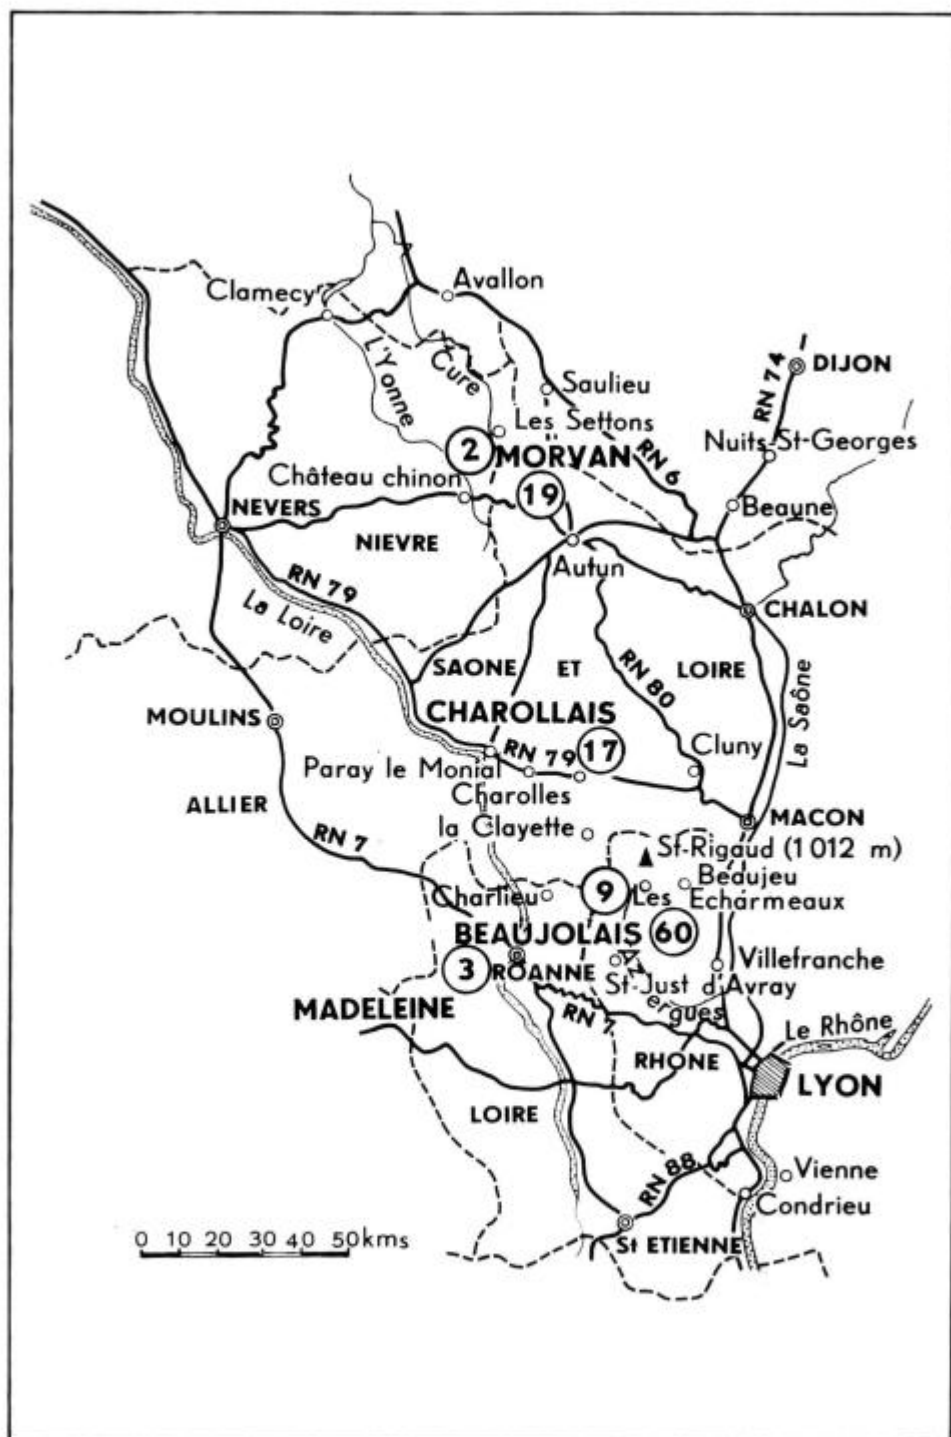 Avallon
Clamecy
L'Yonne
Cure
DIJON
RN 74
Saulieu
Les Settons
Nuits-St-Georges
2
MORVAN
RN 6
Château chinon
19
Beaune
NEVERS
NIEVRE
Autun
RN 79
La Loire
CHALON
SAONE ET LOIRE
RN 80
La Saône
MOULINS
CHAROLLAIS
RN 79
17
Cluny
Paray le Monial
Charolles
ALLIER
MACON
RN 7
la Clayette
St-Rigaud (1012 m)
Beaujeu
9
Charlieu
Les Echarmeaux
BEAUJOLAIS
60
3
ROANNE
Villefranche
St-Just d'Avray
Azergues
MADELEINE
RN 7
Le Rhône
RHONE
LYON
LOIRE
RN 88
Vienne
Condrieu
0 10 20 30 40 50 kms
St ETIENNE